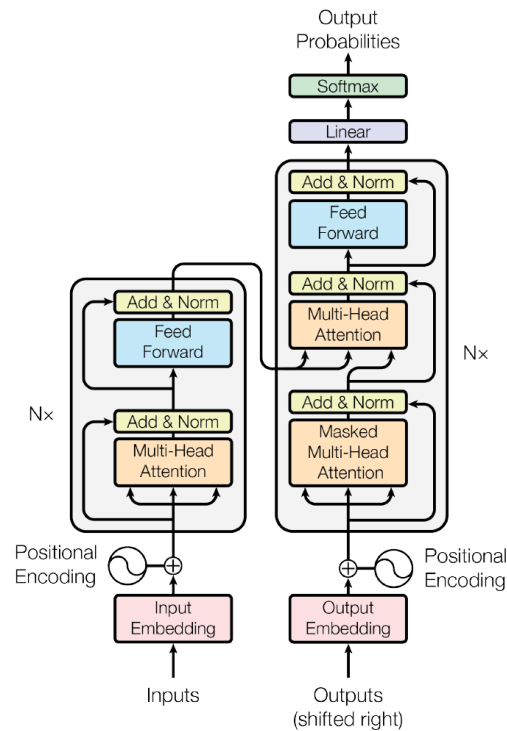 Output
Probabilities
Softmax
Linear
Add & Norm
Feed
Forward
Add & Norm
Multi-Head
Attention
Nx
Add & Norm
Masked
Multi-Head
Attention
Add & Norm
Feed
Forward
Nx
Add & Norm
Multi-Head
Attention
Positional
Encoding
Positional
Encoding
Input
Embedding
Output
Embedding
Inputs
Outputs
(shifted right)